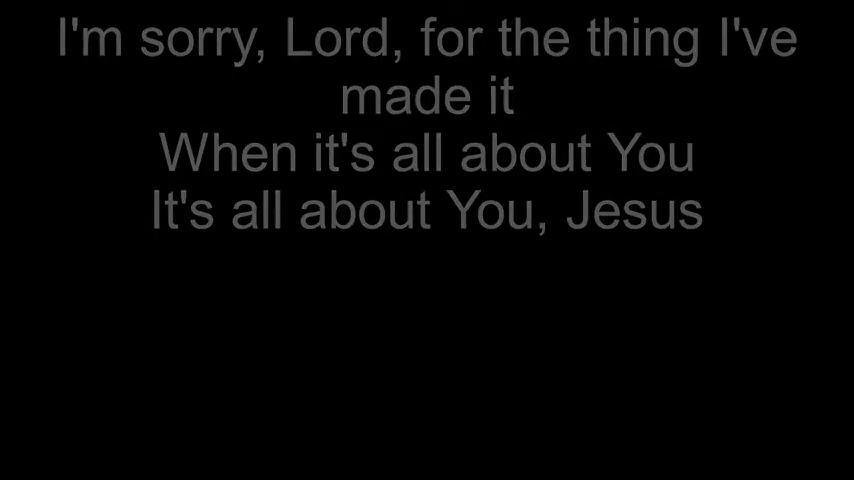 I'm sorry, Lord, for the thing I've
made it
When it's all about You
It's all about You, Jesus